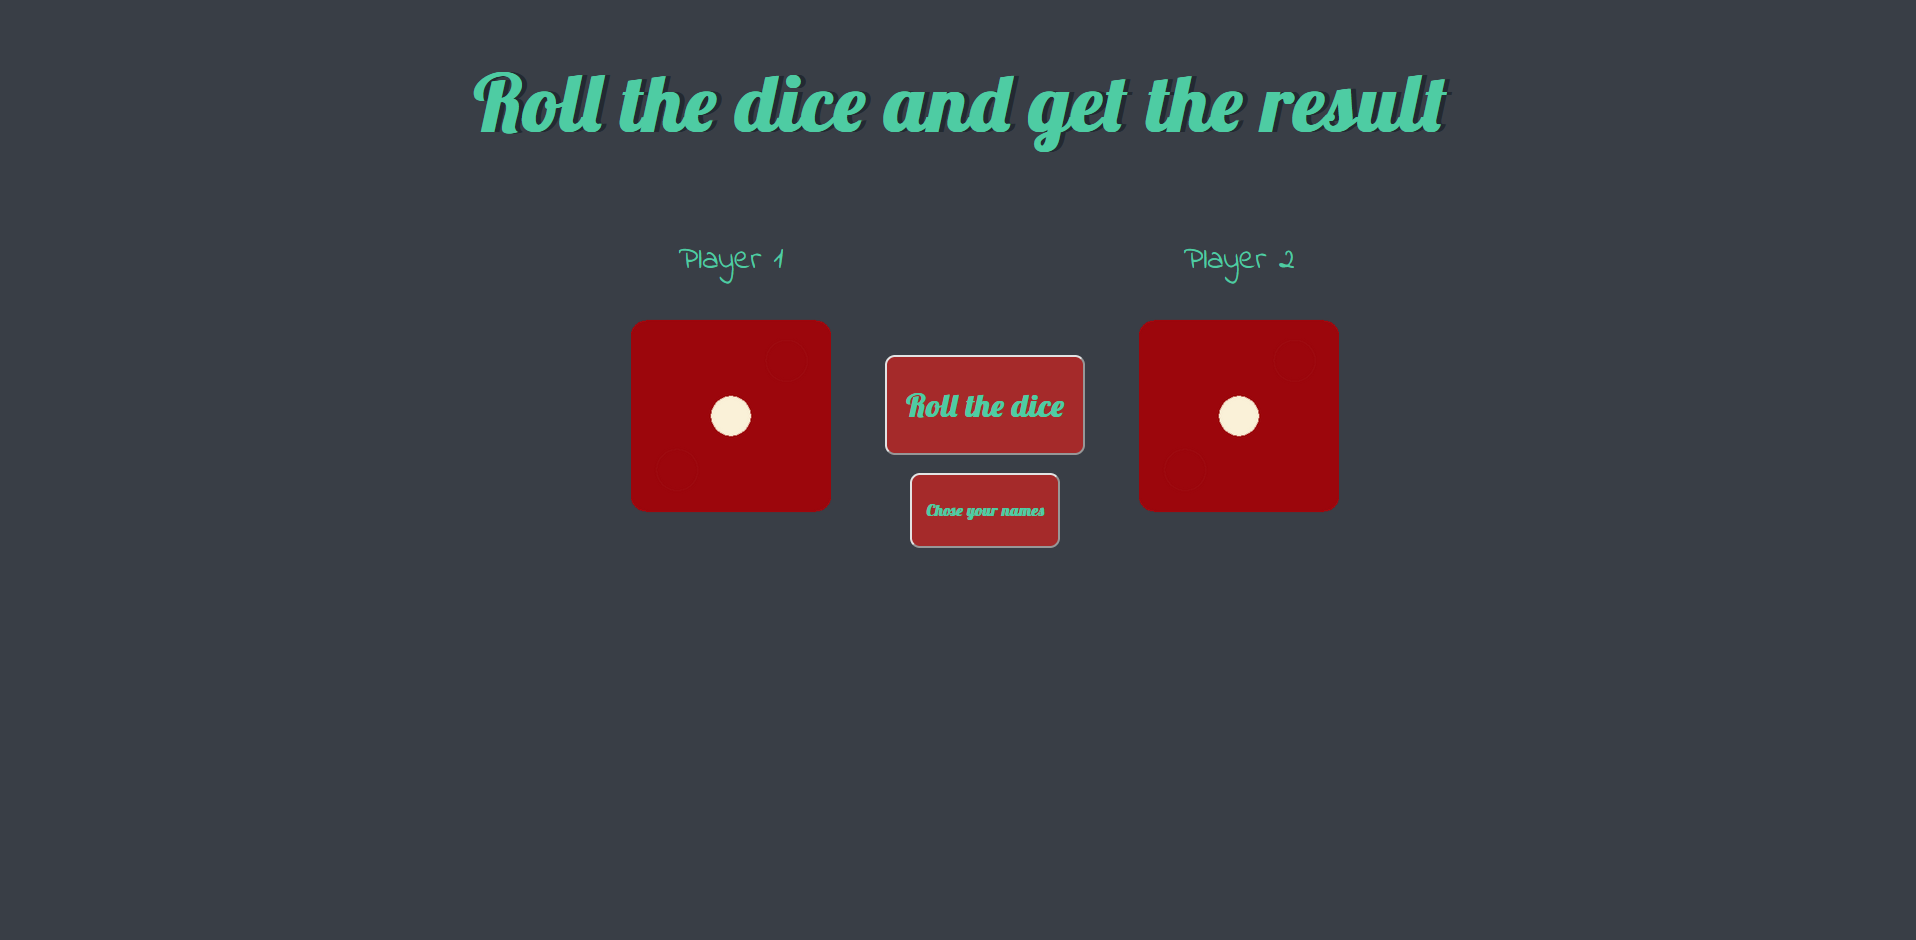 Roll the dice and get the result
Player 1
Player 2
Roll the dice
Chose your names